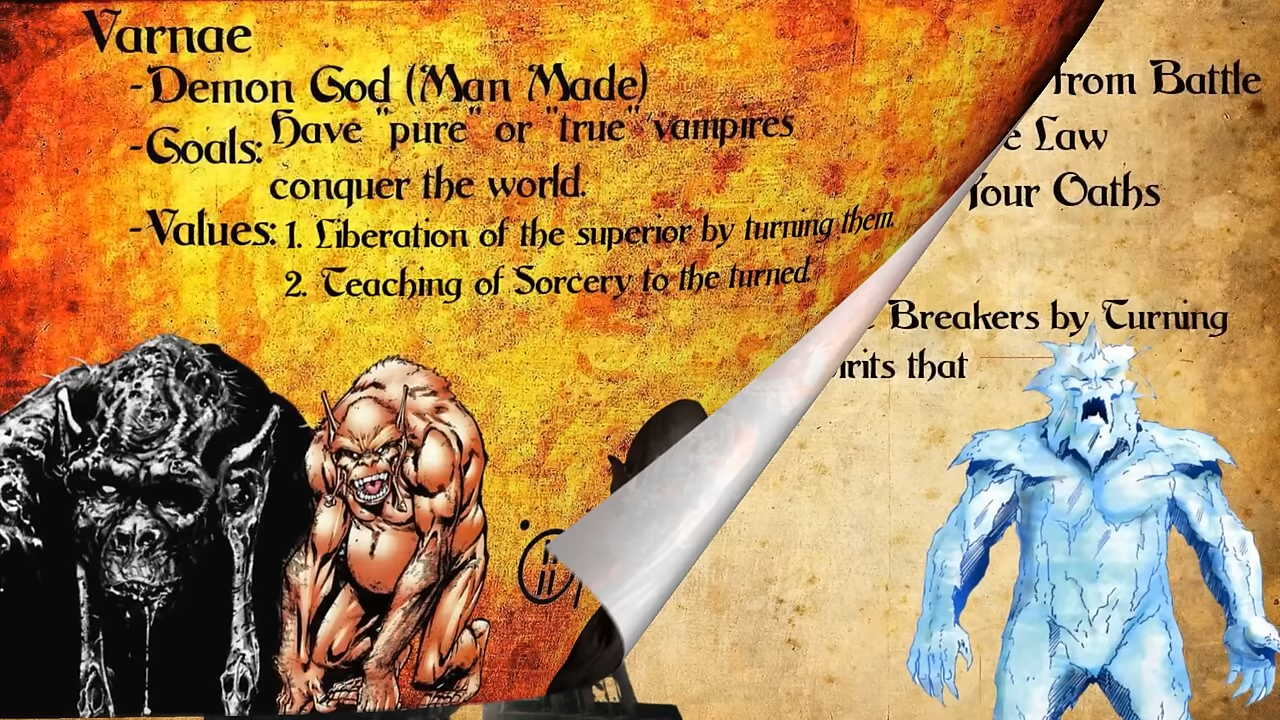 Varnae
-Demon God (Man Made)
-Goals: Have "pure" or "true" vampires
conquer the world.
-Values: 1. Liberation of the superior by turning them.
2. Teaching of Sorcery to the turned.
from Battle
Law
Your Oaths
Breakers by Turning
that